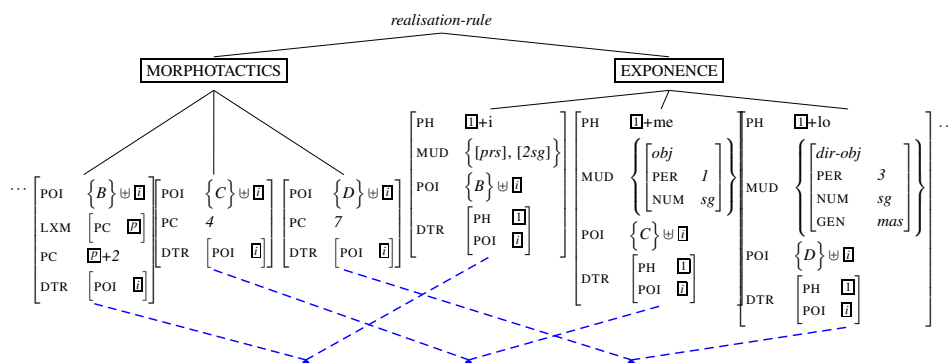 realisation-rule
MORPHOTACTICS
EXPONENCE
...
POI {B} ⊎ i
LXM [PC p]
PC p+2
DTR [POI i]
POI {C} ⊎ i
PC 4
DTR [POI i]
POI {D} ⊎ i
PC 7
DTR [POI i]
PH 1+i
MUD {[prs], [2sg]}
POI {B} ⊎ i
DTR [PH 1
POI i]
PH 1+me
MUD {[obj
PER 1
NUM sg]}
POI {C} ⊎ i
DTR [PH 1
POI i]
PH 1+lo
MUD {[dir-obj
PER 3
NUM sg
GEN mas]}
POI {D} ⊎ i
DTR [PH 1
POI i]
...